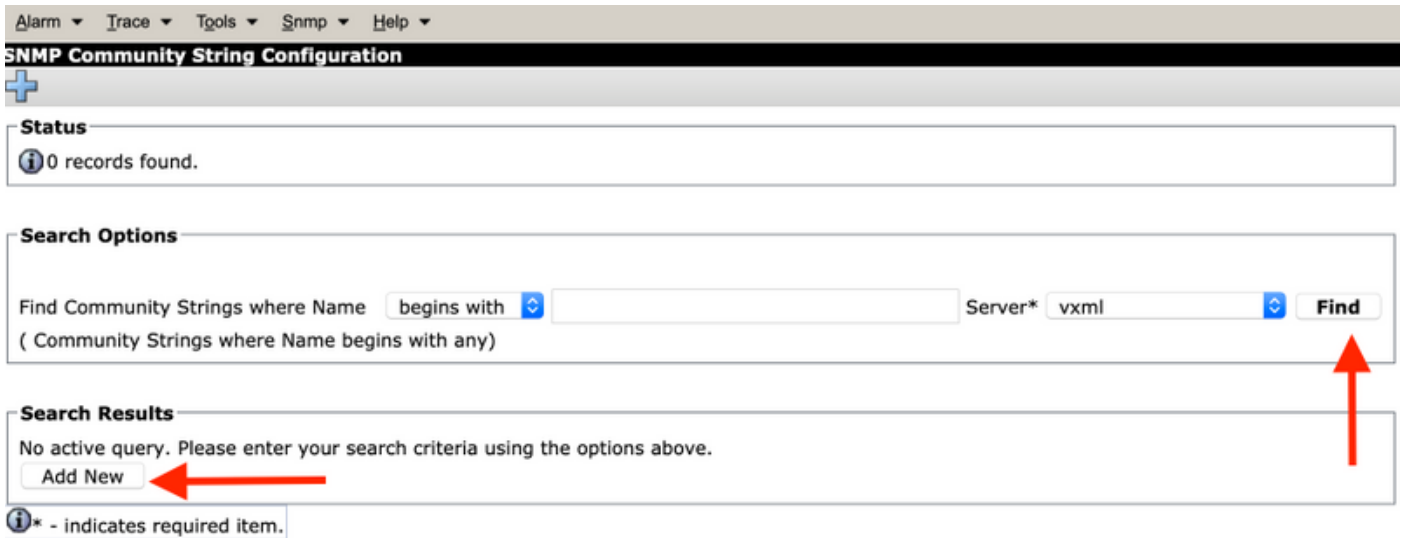 Alarm Trace Tools Snmp Help
SNMP Community String Configuration
Status
0 records found.
Search Options
Find Community Strings where Name begins with Server* vxml Find
( Community Strings where Name begins with any)
Search Results
No active query. Please enter your search criteria using the options above.
Add New
* - indicates required item.